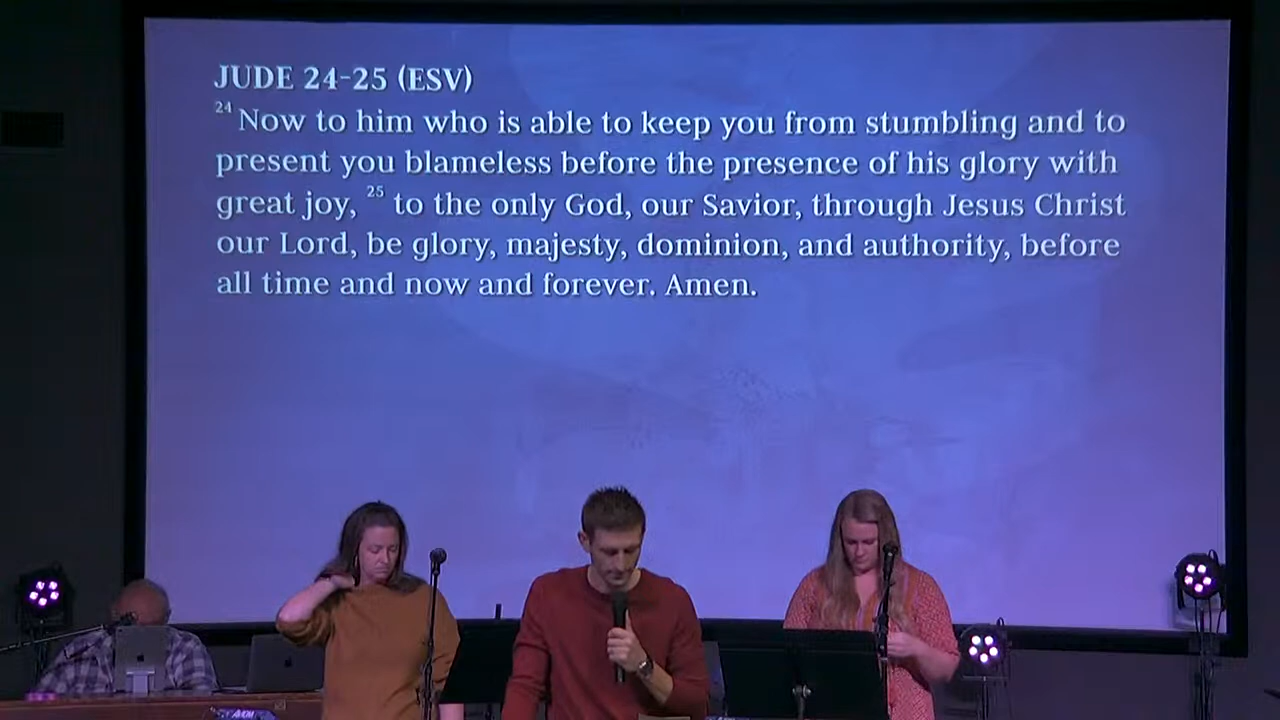 JUDE 24-25 (ESV)
24 Now to him who is able to keep you from stumbling and to
present you blameless before the presence of his glory with
great joy, 25 to the only God, our Savior, through Jesus Christ
our Lord, be glory, majesty, dominion, and authority, before
all time and now and forever. Amen.